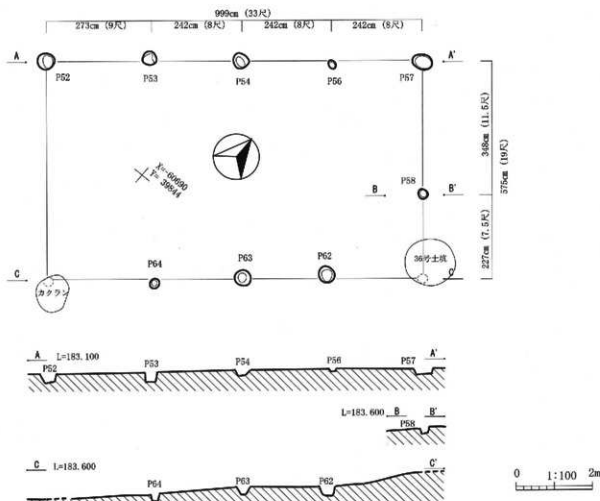 999cm (33尺)
273cm (9尺) 242cm (8尺) 242cm (8尺) 242cm (8尺)
A A'
P52 P53 P54 P56 P57
348cm (11.5尺)
575cm (19尺)
227cm (7.5尺)
X=-60690
Y= 39844
P58
B B'
P64 P63 P62
36号土坑
C C'
カクラン
A L=183.100 A'
P52 P53 P54 P56 P57
L=183.600 B B'
P58
C L=183.600 C'
P64 P63 P62
0 1:100 2m